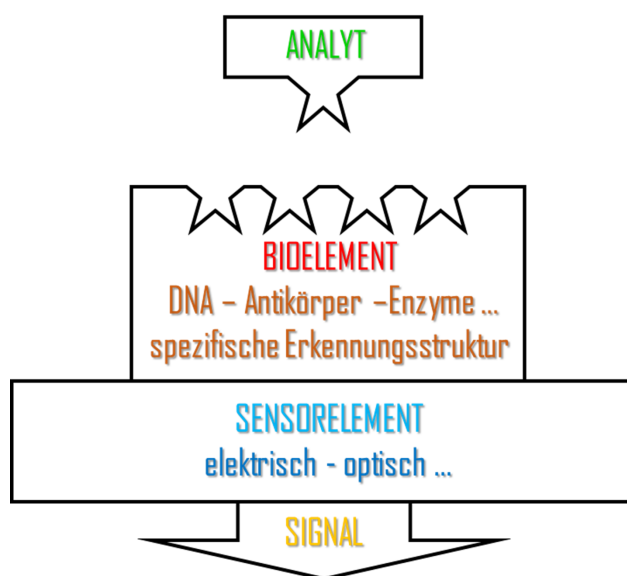 ANALYT
BIOELEMENT
DNA – Antikörper –Enzyme ...
spezifische Erkennungsstruktur
SENSORELEMENT
elektrisch - optisch ...
SIGNAL